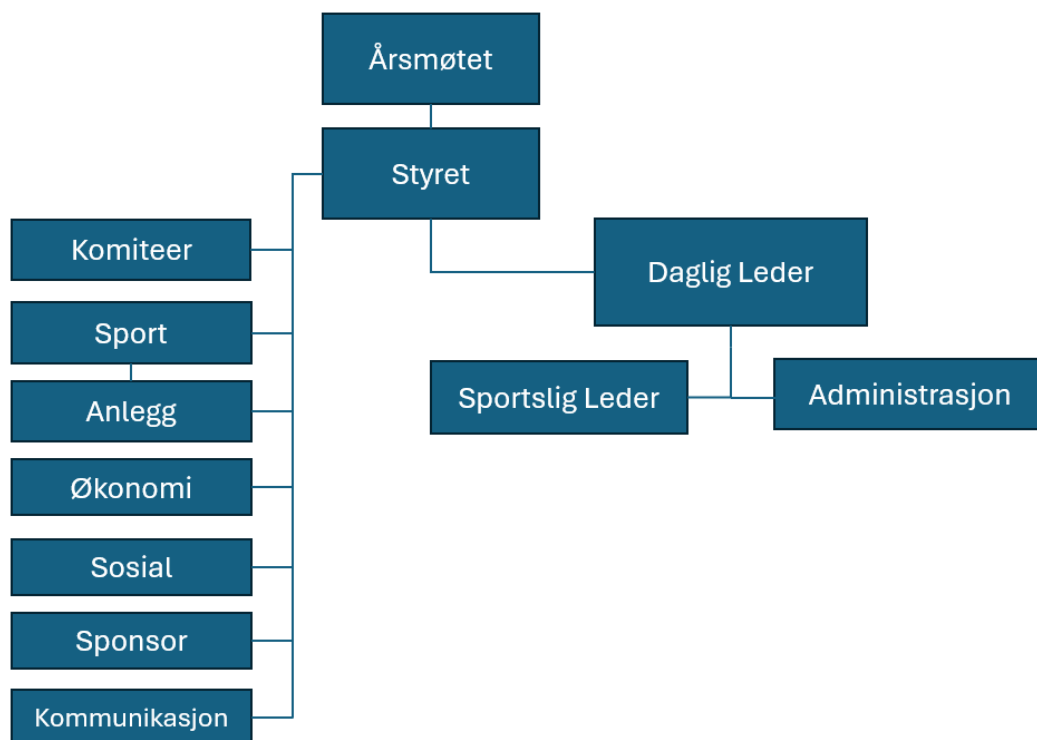 Årsmøtet
Styret
Daglig Leder
Sportslig Leder
Administrasjon
Komiteer
Sport
Anlegg
Økonomi
Sosial
Sponsor
Kommunikasjon